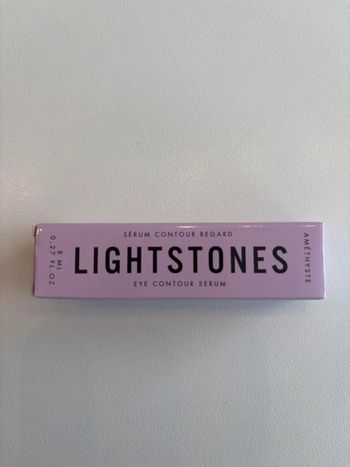 SÉRUM CONTOUR REGARD
LIGHTSTONES
EYE CONTOUR SERUM
8 ML
0,27 FL.OZ
AMÉTHYSTE